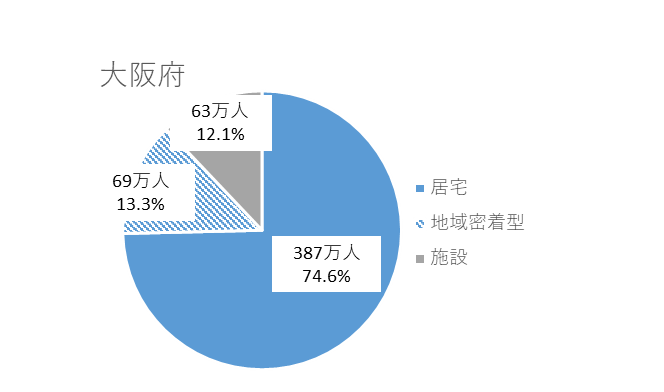 大阪府
63万人
12.1%
69万人
13.3%
387万人
74.6%
居宅
地域密着型
施設